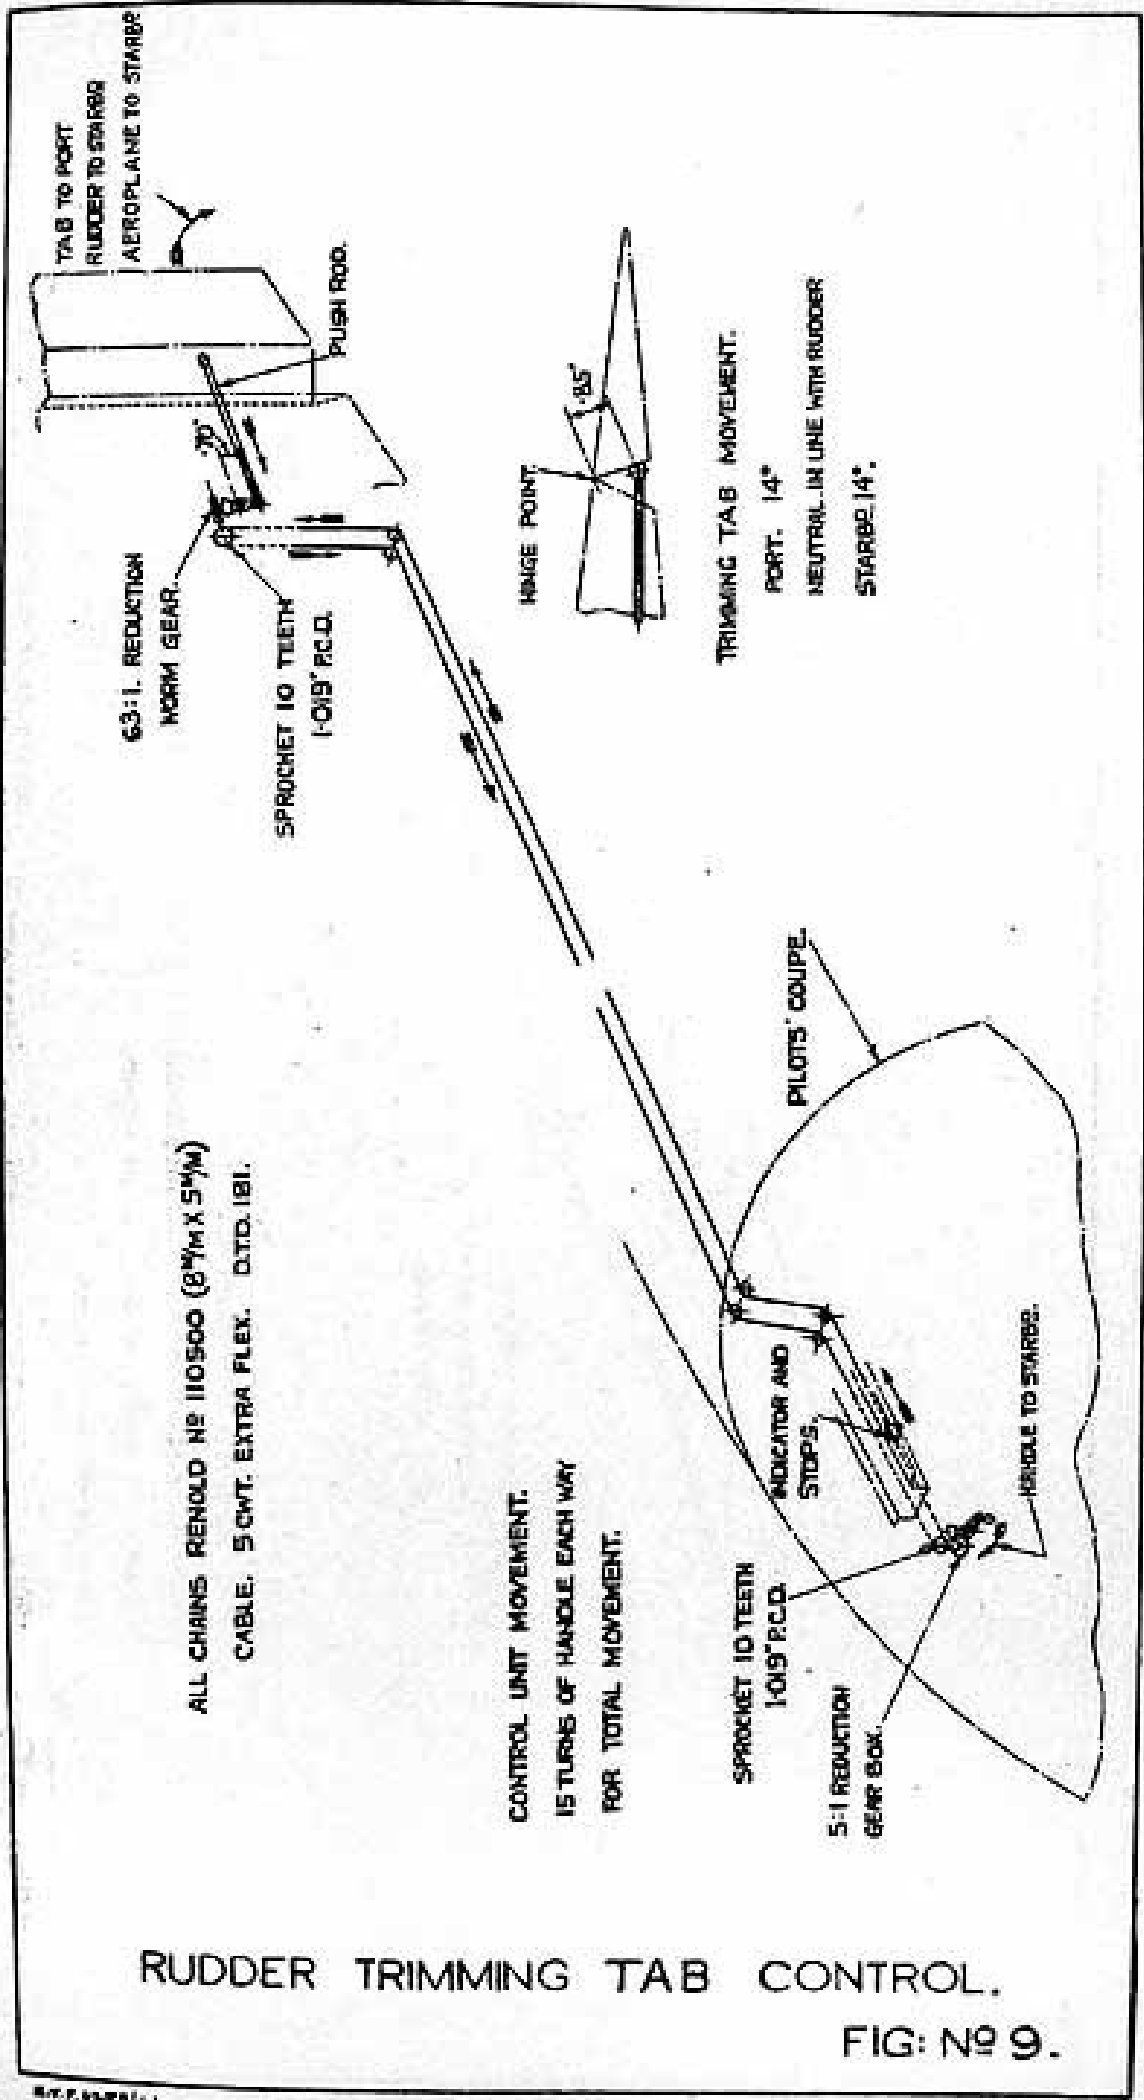 TAB TO PORT
RUDDER TO STARBD
AEROPLANE TO STARBD
PUSH ROD.
.70"
63:1. REDUCTION
WORM GEAR.
SPROCKET 10 TEETH
1·019" P.C.D.
HINGE POINT.
·85"
TRIMMING TAB MOVEMENT.
PORT. 14°
NEUTRAL. IN LINE WITH RUDDER
STARBD. 14°.
ALL CHAINS RENOLD Nº 110500 (8 M/M X 5 M/M)
CABLE. 5 CWT. EXTRA FLEX. D.T.D. 181.
PILOTS' COUPE.
CONTROL UNIT MOVEMENT.
15 TURNS OF HANDLE EACH WAY
FOR TOTAL MOVEMENT.
INDICATOR AND
STOPS.
HANDLE TO STARBD.
SPROCKET 10 TEETH
1·019" P.C.D.
5:1 REDUCTION
GEAR BOX.
RUDDER TRIMMING TAB CONTROL.
FIG: Nº 9.